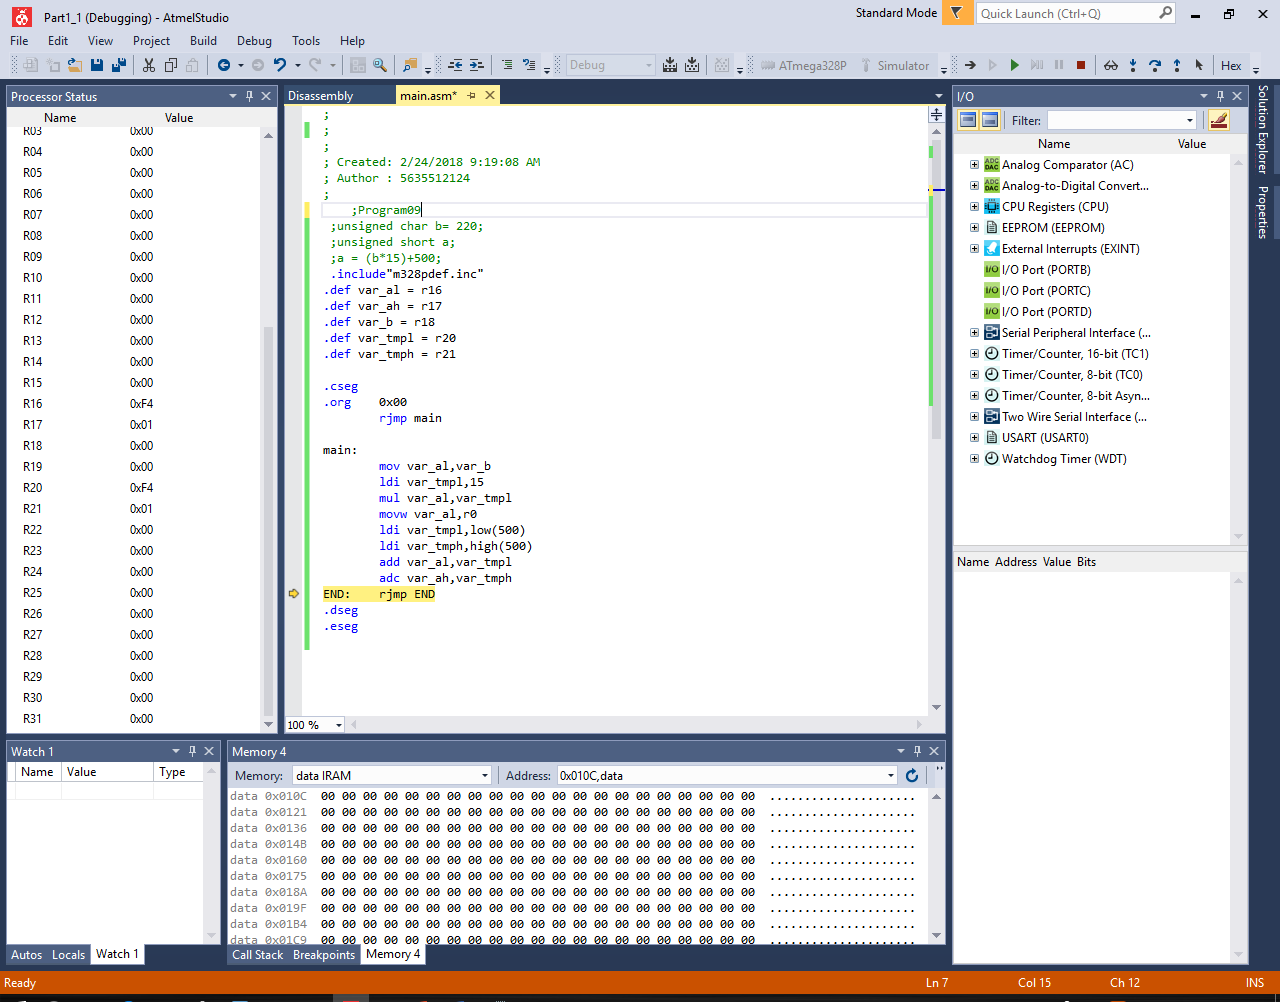 Part1_1 (Debugging) - AtmelStudio
Standard Mode
Quick Launch (Ctrl+Q)
File Edit View Project Build Debug Tools Help
Debug ATmega328P Simulator Hex
Processor Status
Name Value
R03 0x00
R04 0x00
R05 0x00
R06 0x00
R07 0x00
R08 0x00
R09 0x00
R10 0x00
R11 0x00
R12 0x00
R13 0x00
R14 0x00
R15 0x00
R16 0xF4
R17 0x01
R18 0x00
R19 0x00
R20 0xF4
R21 0x01
R22 0x00
R23 0x00
R24 0x00
R25 0x00
R26 0x00
R27 0x00
R28 0x00
R29 0x00
R30 0x00
R31 0x00
Disassembly main.asm*
;
;
;
; Created: 2/24/2018 9:19:08 AM
; Author : 5635512124
;
;Program09
;unsigned char b= 220;
;unsigned short a;
;a = (b*15)+500;
.include"m328pdef.inc"
.def var_al = r16
.def var_ah = r17
.def var_b = r18
.def var_tmpl = r20
.def var_tmph = r21
.cseg
.org 0x00
rjmp main
main:
mov var_al,var_b
ldi var_tmpl,15
mul var_al,var_tmpl
movw var_al,r0
ldi var_tmpl,low(500)
ldi var_tmph,high(500)
add var_al,var_tmpl
adc var_ah,var_tmph
END: rjmp END
.dseg
.eseg
100 %
I/O
Filter:
Name Value
Analog Comparator (AC)
Analog-to-Digital Convert...
CPU Registers (CPU)
EEPROM (EEPROM)
External Interrupts (EXINT)
I/O Port (PORTB)
I/O Port (PORTC)
I/O Port (PORTD)
Serial Peripheral Interface (...
Timer/Counter, 16-bit (TC1)
Timer/Counter, 8-bit (TC0)
Timer/Counter, 8-bit Asyn...
Two Wire Serial Interface (...
USART (USART0)
Watchdog Timer (WDT)
Name Address Value Bits
Solution Explorer
Properties
Watch 1
Name Value Type
Autos Locals Watch 1
Memory 4
Memory: data IRAM Address: 0x010C,data
data 0x010C 00 00 00 00 00 00 00 00 00 00 00 00 00 00 00 00 00 00 00 00 00 .....................
data 0x0121 00 00 00 00 00 00 00 00 00 00 00 00 00 00 00 00 00 00 00 00 00 .....................
data 0x0136 00 00 00 00 00 00 00 00 00 00 00 00 00 00 00 00 00 00 00 00 00 .....................
data 0x014B 00 00 00 00 00 00 00 00 00 00 00 00 00 00 00 00 00 00 00 00 00 .....................
data 0x0160 00 00 00 00 00 00 00 00 00 00 00 00 00 00 00 00 00 00 00 00 00 .....................
data 0x0175 00 00 00 00 00 00 00 00 00 00 00 00 00 00 00 00 00 00 00 00 00 .....................
data 0x018A 00 00 00 00 00 00 00 00 00 00 00 00 00 00 00 00 00 00 00 00 00 .....................
data 0x019F 00 00 00 00 00 00 00 00 00 00 00 00 00 00 00 00 00 00 00 00 00 .....................
data 0x01B4 00 00 00 00 00 00 00 00 00 00 00 00 00 00 00 00 00 00 00 00 00 .....................
data 0x01C9 00 00 00 00 00 00 00 00 00 00 00 00 00 00 00 00 00 00 00 00 00 .....................
Call Stack Breakpoints Memory 4
Ready Ln 7 Col 15 Ch 12 INS